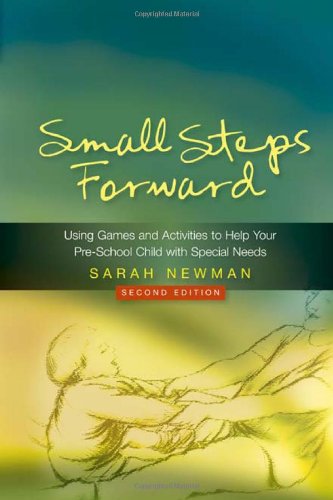 Small Steps
Forward
Using Games and Activities to Help Your
Pre-School Child with Special Needs
SARAH NEWMAN
SECOND EDITION